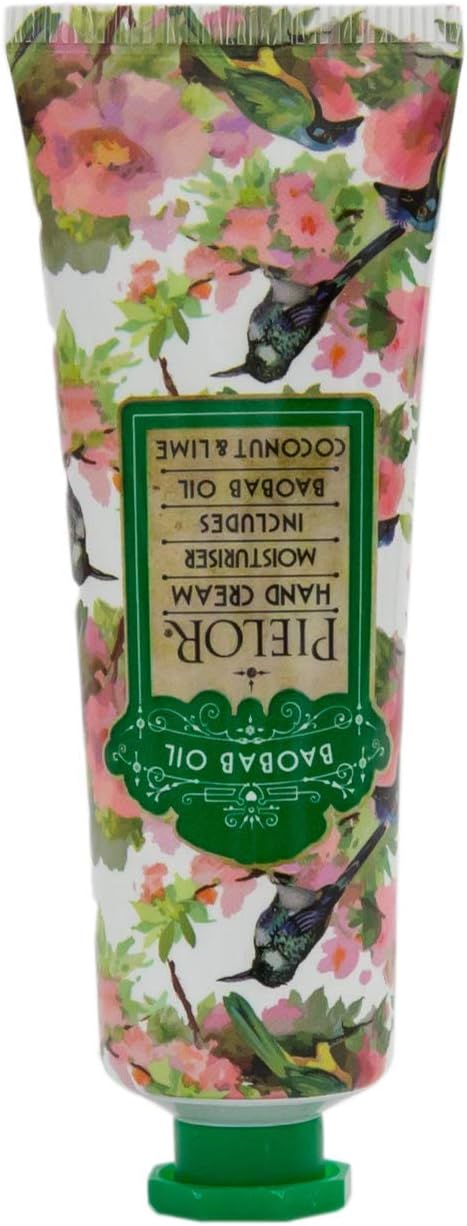 BAOBAB OIL
PIELOR®
HAND CREAM
MOISTURISER
INCLUDES
BAOBAB OIL
COCONUT & LIME